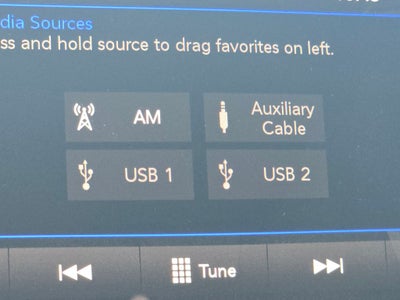 dia Sources
ss and hold source to drag favorites on left.
AM
Auxiliary
Cable
USB 1
USB 2
Tune